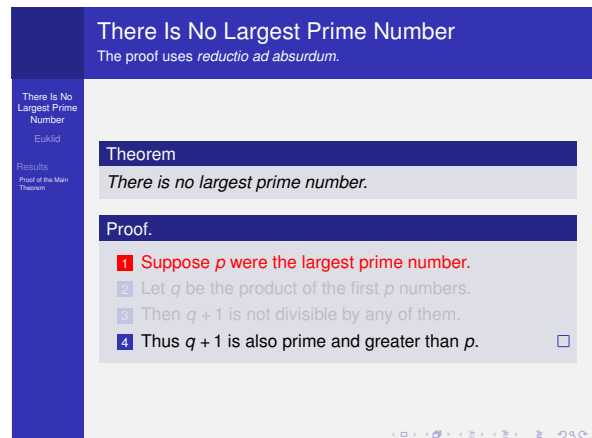 There Is No Largest Prime Number
The proof uses reductio ad absurdum.
There Is No
Largest Prime
Number
Euklid
Results
Proof of the Main
Theorem
Theorem
There is no largest prime number.
Proof.
1 Suppose p were the largest prime number.
2 Let q be the product of the first p numbers.
3 Then q + 1 is not divisible by any of them.
4 Thus q + 1 is also prime and greater than p. □